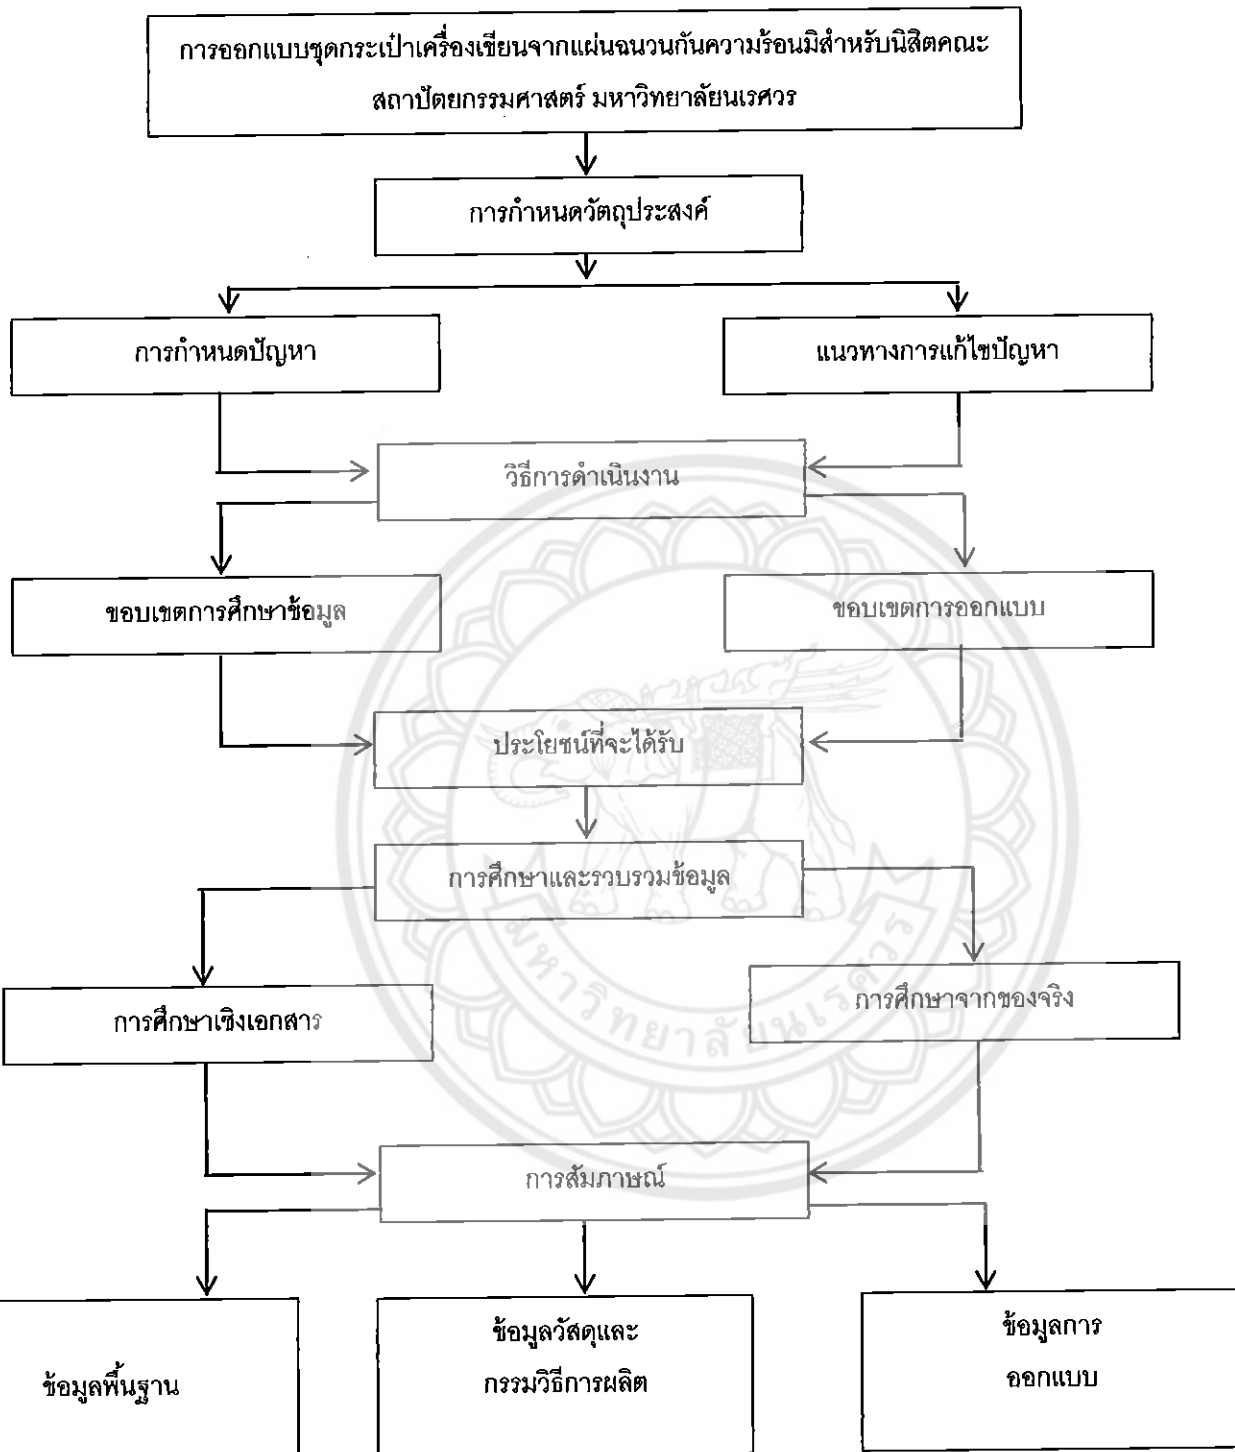 การออกแบบชุดกระเป๋าเครื่องเขียนจากแผ่นฉนวนกันความร้อนมิสำหรับนิสิตคณะ
สถาปัตยกรรมศาสตร์ มหาวิทยาลัยนเรศวร
การกำหนดวัตถุประสงค์
การกำหนดปัญหา
แนวทางการแก้ไขปัญหา
วิธีการดำเนินงาน
ขอบเขตการศึกษาข้อมูล
ขอบเขตการออกแบบ
ประโยชน์ที่จะได้รับ
การศึกษาและรวบรวมข้อมูล
การศึกษาเชิงเอกสาร
การศึกษาจากของจริง
มหาวิทยาลัยนเรศวร
การสัมภาษณ์
ข้อมูลพื้นฐาน
ข้อมูลวัสดุและ
กรรมวิธีการผลิต
ข้อมูลการ
ออกแบบ